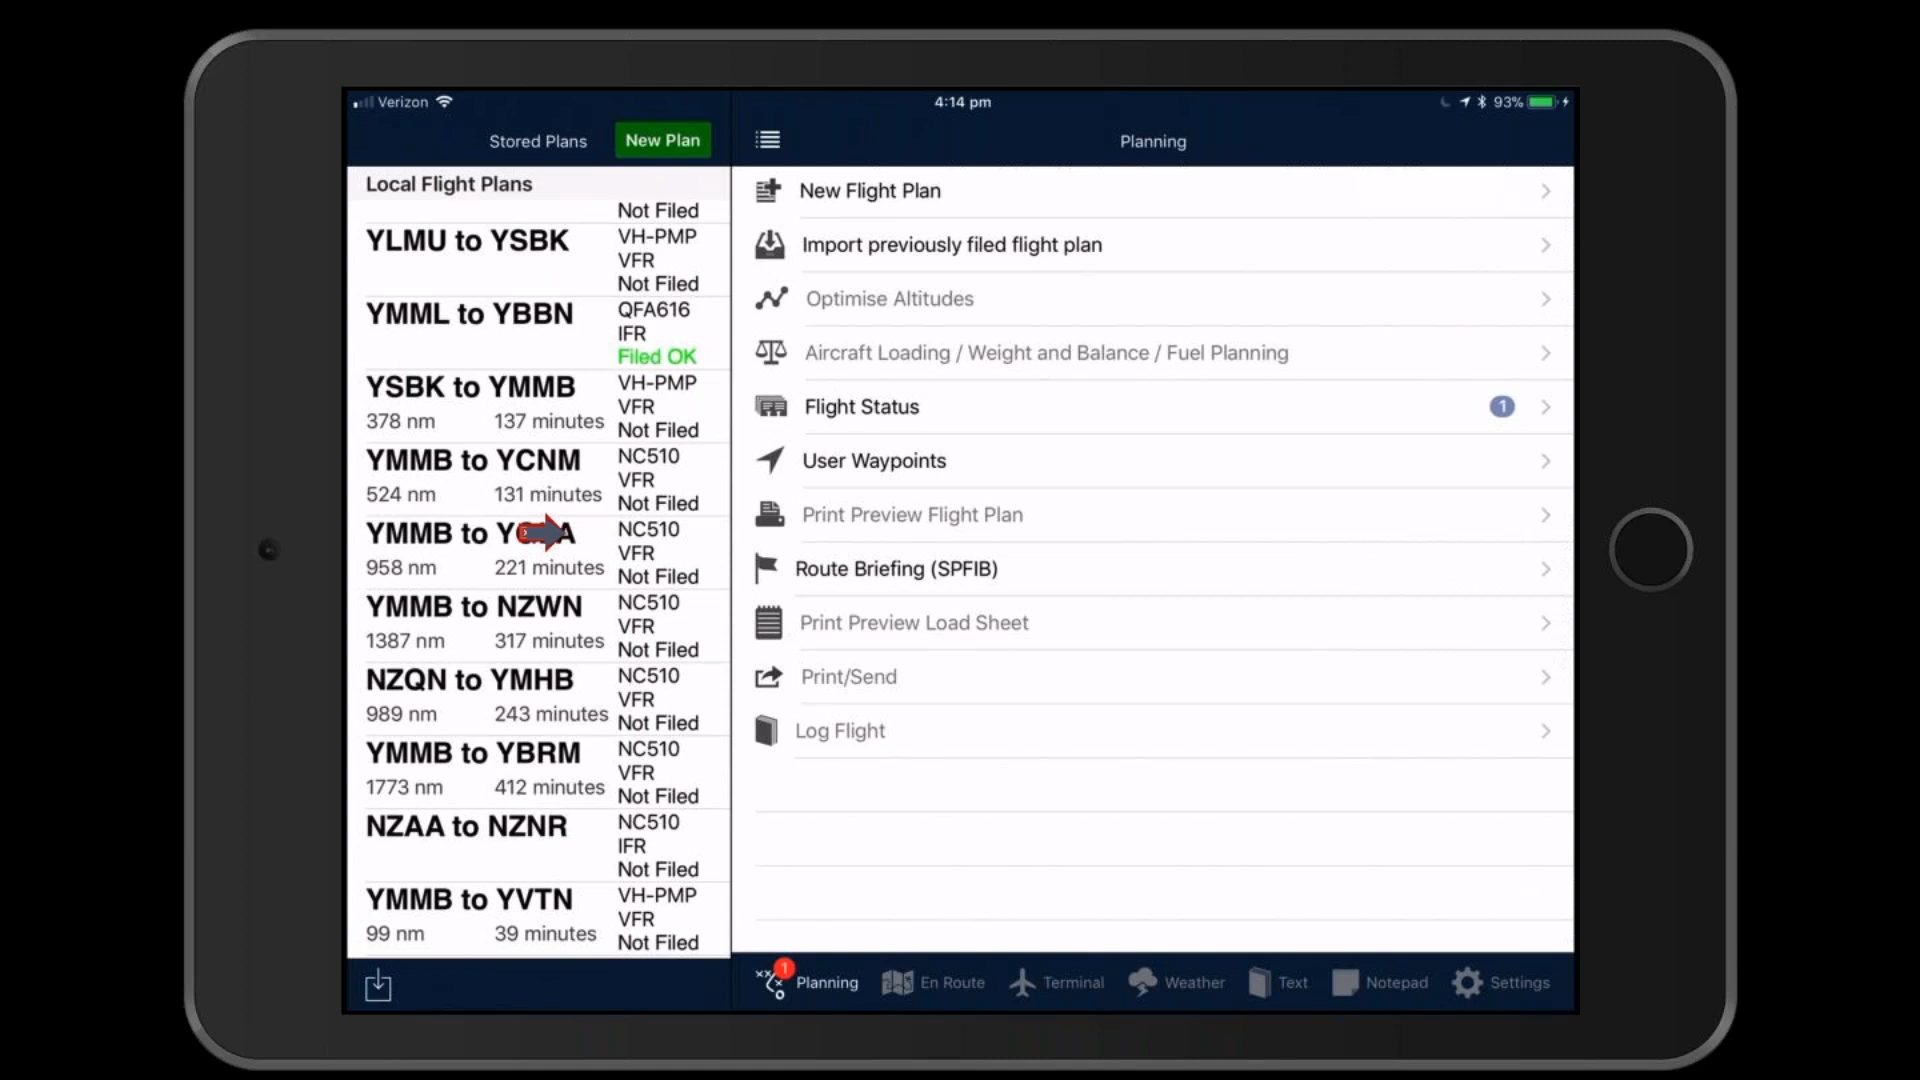 Verizon
4:14 pm
93%
Stored Plans
New Plan
Planning
Local Flight Plans
Not Filed
YLMU to YSBK
VH-PMP
VFR
Not Filed
YMML to YBBN
QFA616
IFR
Filed OK
YSBK to YMMB
378 nm
137 minutes
VH-PMP
VFR
Not Filed
YMMB to YCNM
524 nm
131 minutes
NC510
VFR
Not Filed
YMMB to
958 nm
221 minutes
NC510
VFR
Not Filed
YMMB to NZWN
1387 nm
317 minutes
NC510
VFR
Not Filed
NZQN to YMHB
989 nm
243 minutes
NC510
VFR
Not Filed
YMMB to YBRM
1773 nm
412 minutes
NC510
VFR
Not Filed
NZAA to NZNR
NC510
IFR
Not Filed
YMMB to YVTN
99 nm
39 minutes
VH-PMP
VFR
Not Filed
New Flight Plan
Import previously filed flight plan
Optimise Altitudes
Aircraft Loading / Weight and Balance / Fuel Planning
Flight Status
1
User Waypoints
Print Preview Flight Plan
Route Briefing (SPFIB)
Print Preview Load Sheet
Print/Send
Log Flight
1
Planning
En Route
Terminal
Weather
Text
Notepad
Settings